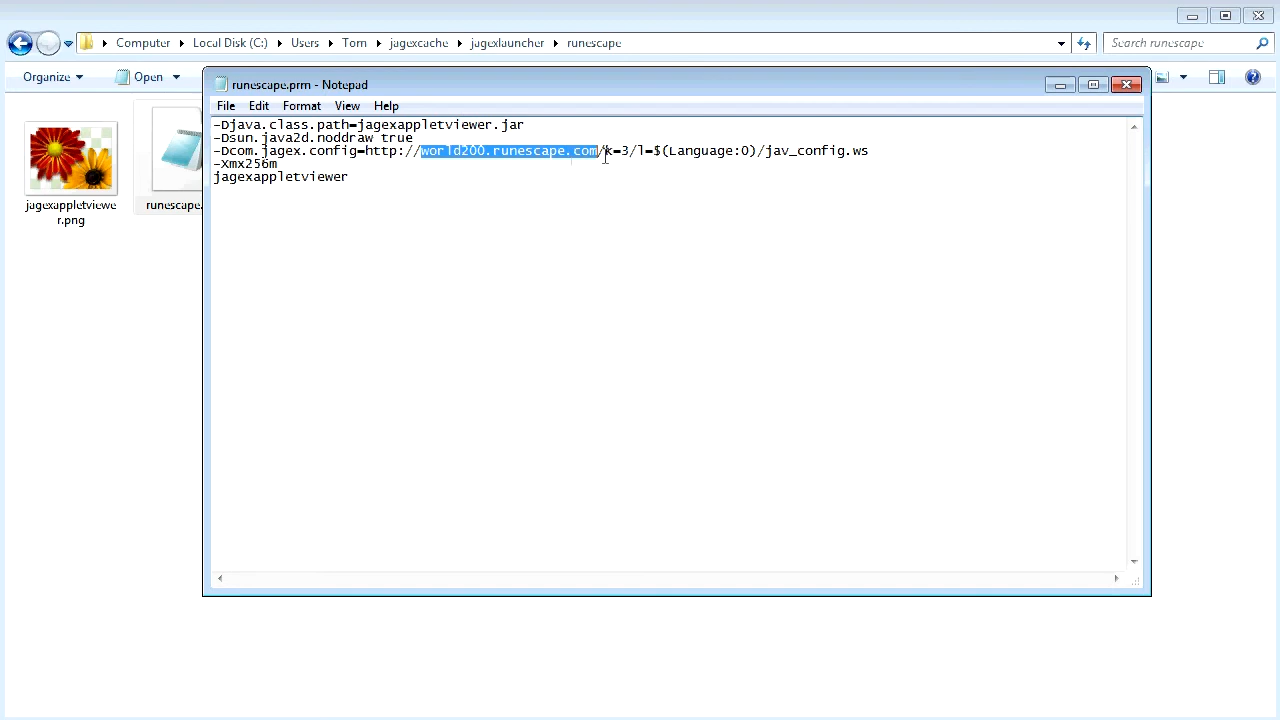 Computer Local Disk (C:) Users Tom jagexcache jagexlauncher runescape Search runescape
Organize Open
runescape.prm - Notepad
File Edit Format View Help
-Djava.class.path=jagexappletviewer.jar
-Dsun.java2d.noddraw true
-Dcom.jagex.config=http://world200.runescape.com/k=3/l=$(Language:0)/jav_config.ws
-Xmx256m
jagexappletviewer
jagexappletviewe
r.png
runescape.